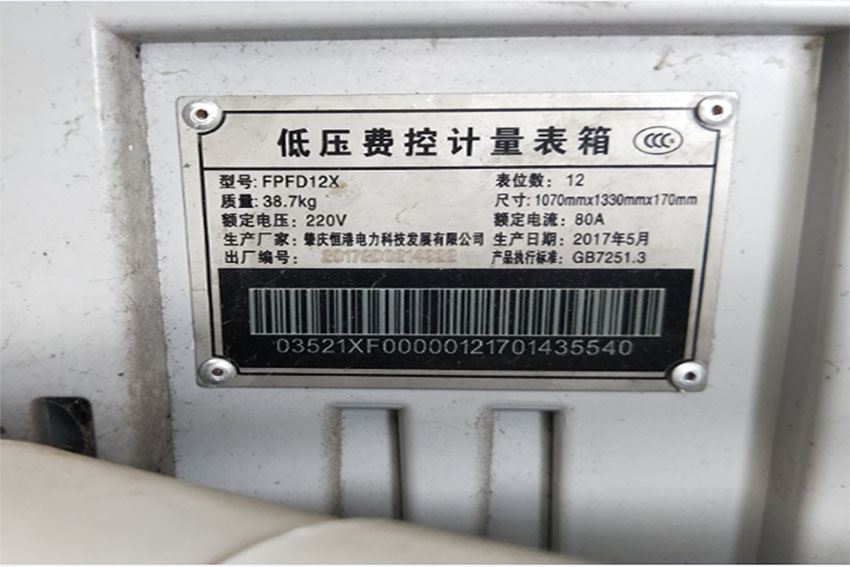 低压费控计量表箱 CCC
型号: FPFD12X 表位数: 12
质量: 38.7kg 尺寸: 1070mmx1330mmx170mm
额定电压: 220V 额定电流: 80A
生产厂家: 肇庆恒港电力科技发展有限公司 生产日期: 2017年5月
出厂编号: 产品执行标准: GB7251.3
03521XF00000121701435540